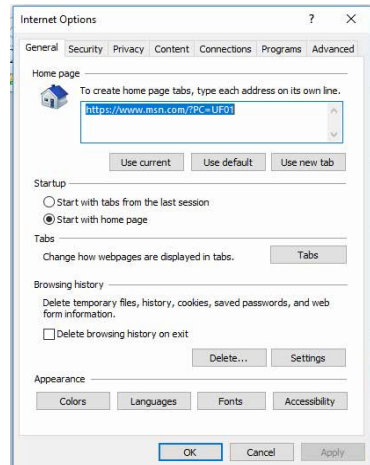 Internet Options ? X
General Security Privacy Content Connections Programs Advanced
Home page
To create home page tabs, type each address on its own line.
https://www.msn.com/?PC=UF01
Use current Use default Use new tab
Startup
Start with tabs from the last session
Start with home page
Tabs
Change how webpages are displayed in tabs. Tabs
Browsing history
Delete temporary files, history, cookies, saved passwords, and web
form information.
Delete browsing history on exit
Delete... Settings
Appearance
Colors Languages Fonts Accessibility
OK Cancel Apply